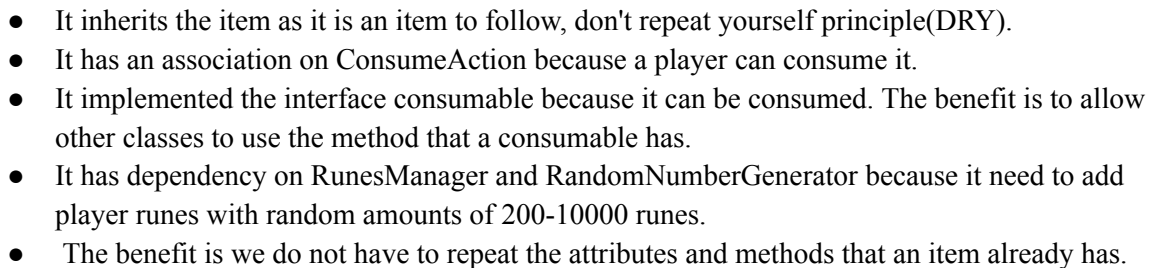 ● It inherits the item as it is an item to follow, don't repeat yourself principle(DRY).
● It has an association on ConsumeAction because a player can consume it.
● It implemented the interface consumable because it can be consumed. The benefit is to allow
other classes to use the method that a consumable has.
● It has dependency on RunesManager and RandomNumberGenerator because it need to add
player runes with random amounts of 200-10000 runes.
● The benefit is we do not have to repeat the attributes and methods that an item already has.